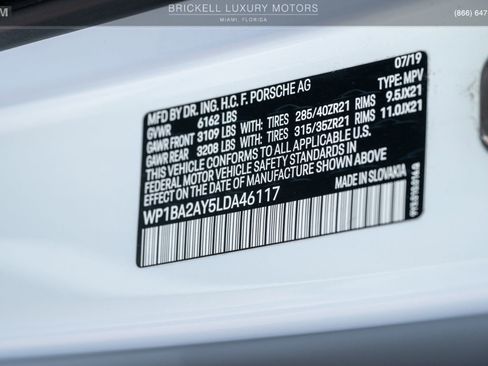 M
BRICKELL LUXURY MOTORS
MIAMI, FLORIDA
(866) 647
07/19
MFD BY DR. ING. H.C. F. PORSCHE AG
TYPE: MPV
GVWR 6162 LBS
GAWR FRONT 3109 LBS WITH: TIRES 285/40ZR21 RIMS 9.5JX21
GAWR REAR 3208 LBS WITH: TIRES 315/35ZR21 RIMS 11.0JX21
THIS VEHICLE CONFORMS TO ALL APPLICABLE U.S.
FEDERAL MOTOR VEHICLE SAFETY STANDARDS IN
EFFECT ON THE DATE OF MANUFACTURE SHOWN ABOVE
WP1BA2AY5LDA46117
MADE IN SLOVAKIA